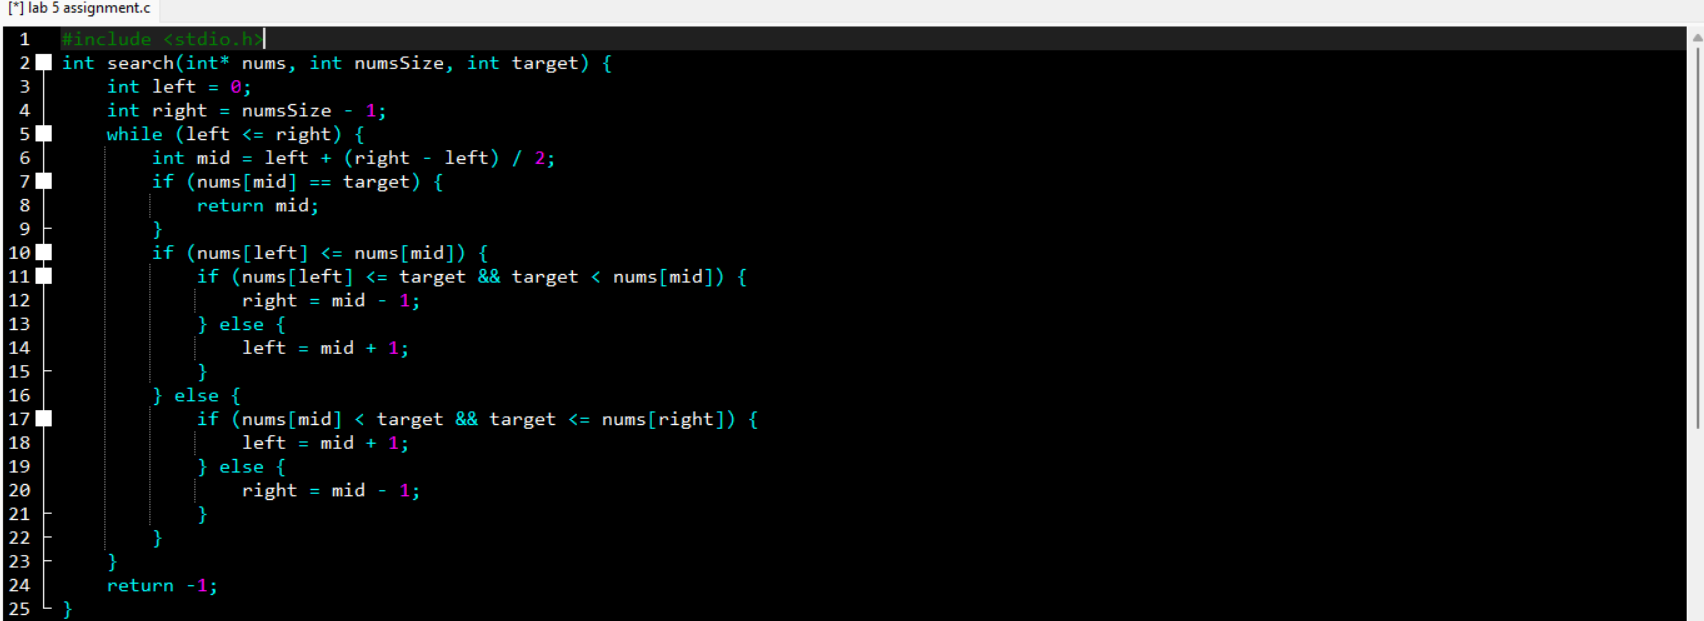 [*] lab 5 assignment.c
1 #include <stdio.h>
2 int search(int* nums, int numsSize, int target) {
3 int left = 0;
4 int right = numsSize - 1;
5 while (left <= right) {
6 int mid = left + (right - left) / 2;
7 if (nums[mid] == target) {
8 return mid;
9 }
10 if (nums[left] <= nums[mid]) {
11 if (nums[left] <= target && target < nums[mid]) {
12 right = mid - 1;
13 } else {
14 left = mid + 1;
15 }
16 } else {
17 if (nums[mid] < target && target <= nums[right]) {
18 left = mid + 1;
19 } else {
20 right = mid - 1;
21 }
22 }
23 }
24 return -1;
25 }